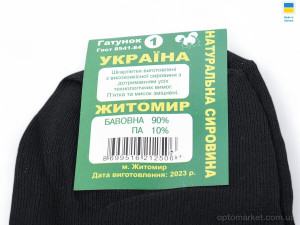 Гатунок 1
Гост 8541-84
УКРАЇНА
Шкарпетки виготовлені
з високоякісної сировини з
дотриманням усіх
технологічних вимог.
П'ятка та мисок зміцнені.
ЖИТОМИР
БАВОВНА 90%
ПА 10%
м. Житомир
Дата виготовлення: 2023 р.
НАТУРАЛЬНА СИРОВИНА
optomarket.com.ua